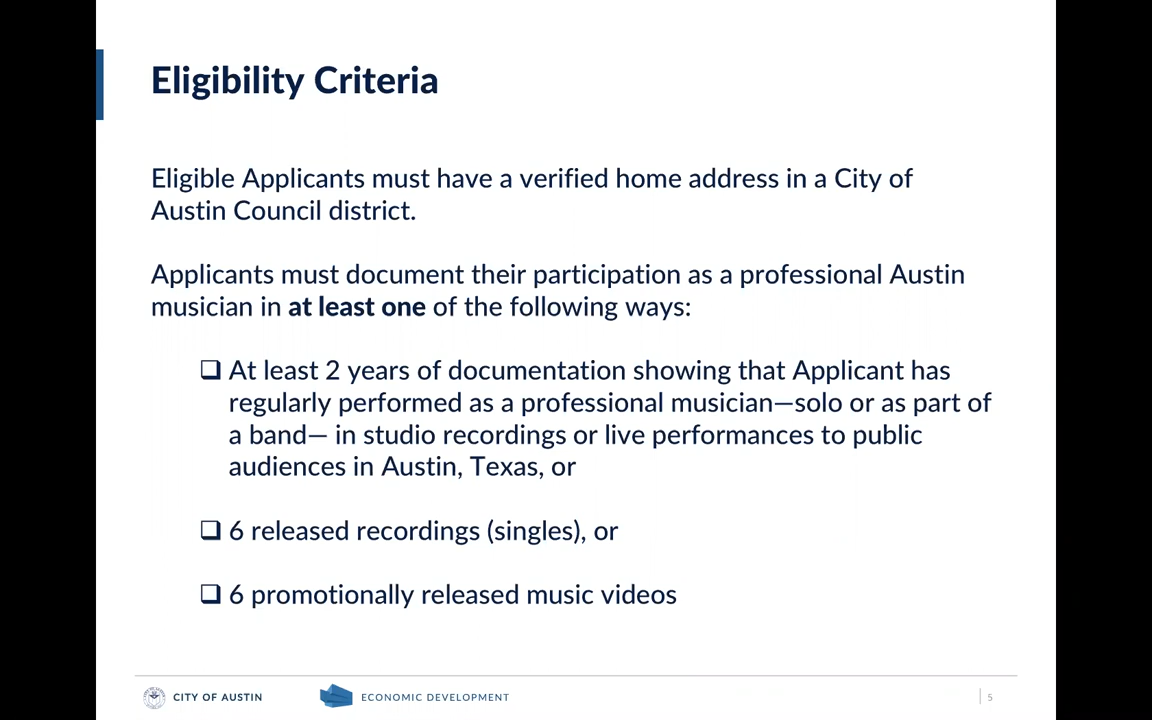 Eligibility Criteria
Eligible Applicants must have a verified home address in a City of
Austin Council district.
Applicants must document their participation as a professional Austin
musician in at least one of the following ways:
❑ At least 2 years of documentation showing that Applicant has
regularly performed as a professional musician—solo or as part of
a band— in studio recordings or live performances to public
audiences in Austin, Texas, or
❑ 6 released recordings (singles), or
❑ 6 promotionally released music videos
CITY OF AUSTIN
ECONOMIC DEVELOPMENT
5